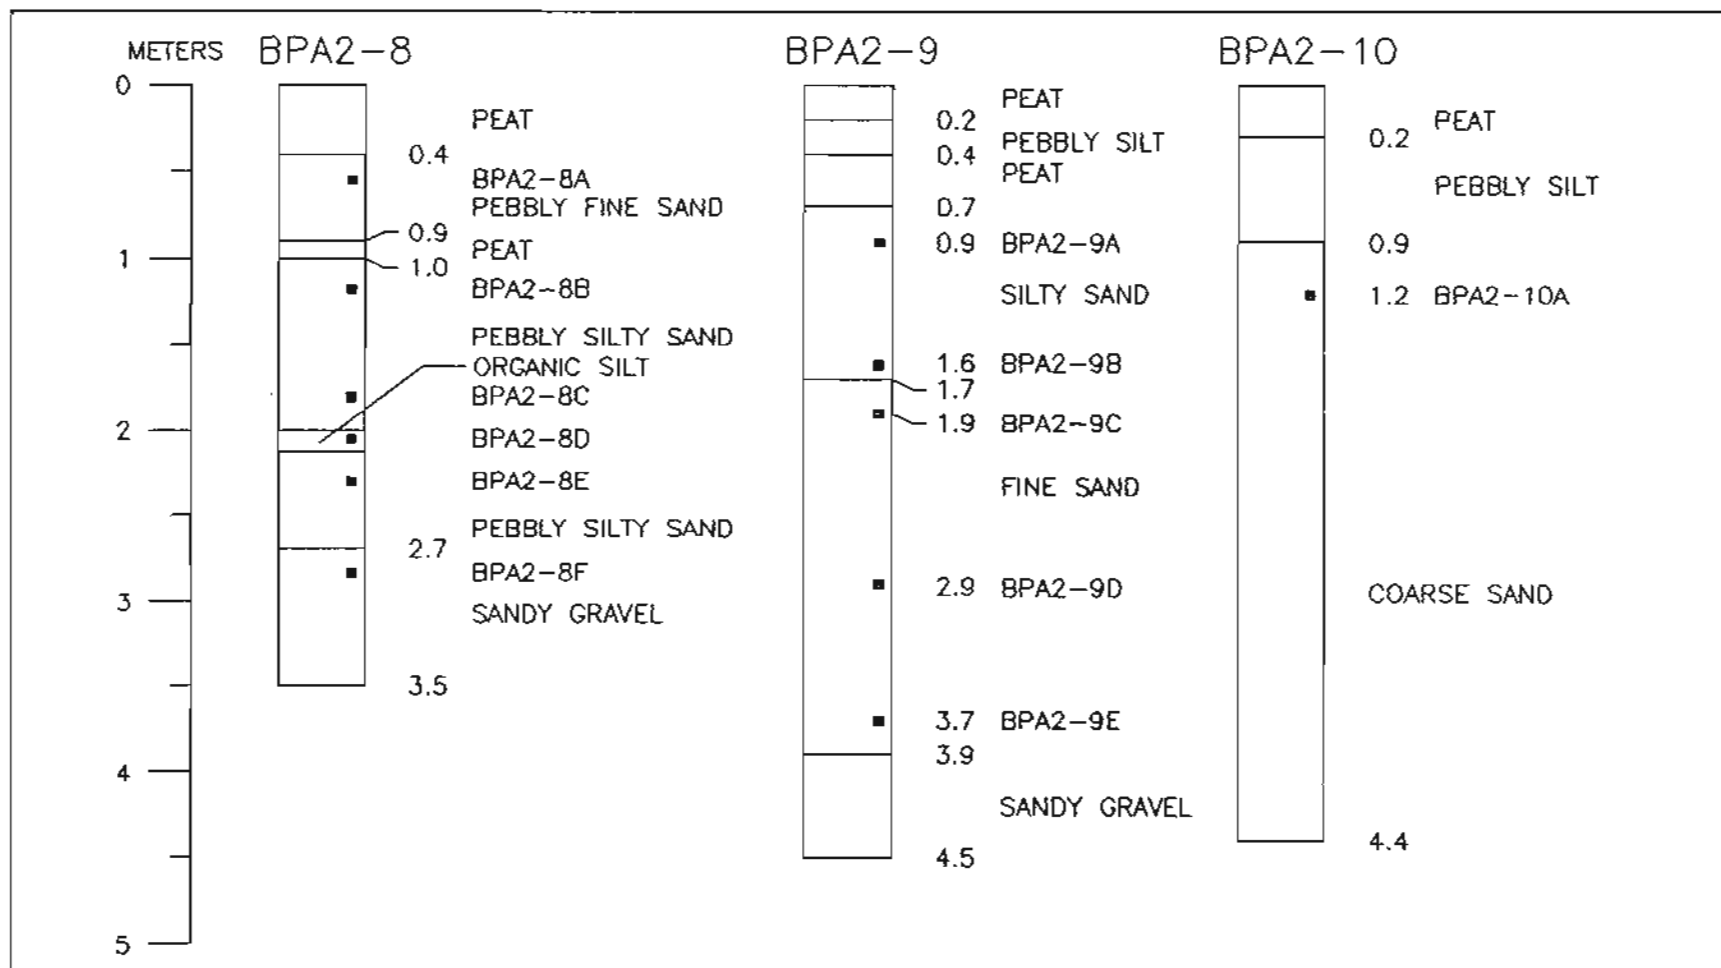 METERS
0
1
2
3
4
5
BPA2-8
PEAT
0.4
BPA2-8A
PEBBLY FINE SAND
0.9
PEAT
1.0
BPA2-8B
PEBBLY SILTY SAND
ORGANIC SILT
BPA2-8C
BPA2-8D
BPA2-8E
PEBBLY SILTY SAND
2.7
BPA2-8F
SANDY GRAVEL
3.5
BPA2-9
PEAT
0.2
PEBBLY SILT
0.4
PEAT
0.7
0.9 BPA2-9A
SILTY SAND
1.6 BPA2-9B
1.7
1.9 BPA2-9C
FINE SAND
2.9 BPA2-9D
3.7 BPA2-9E
3.9
SANDY GRAVEL
4.5
BPA2-10
PEAT
0.2
PEBBLY SILT
0.9
1.2 BPA2-10A
COARSE SAND
4.4